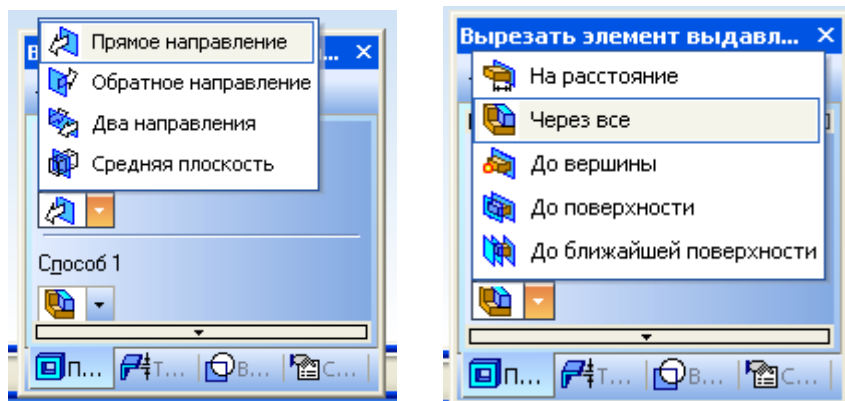 Прямое направление
Обратное направление
Два направления
Средняя плоскость
Способ 1
П...
Т...
В...
С...
Вырезать элемент выдавл...
На расстояние
Через все
До вершины
До поверхности
До ближайшей поверхности
П...
Т...
В...
С...